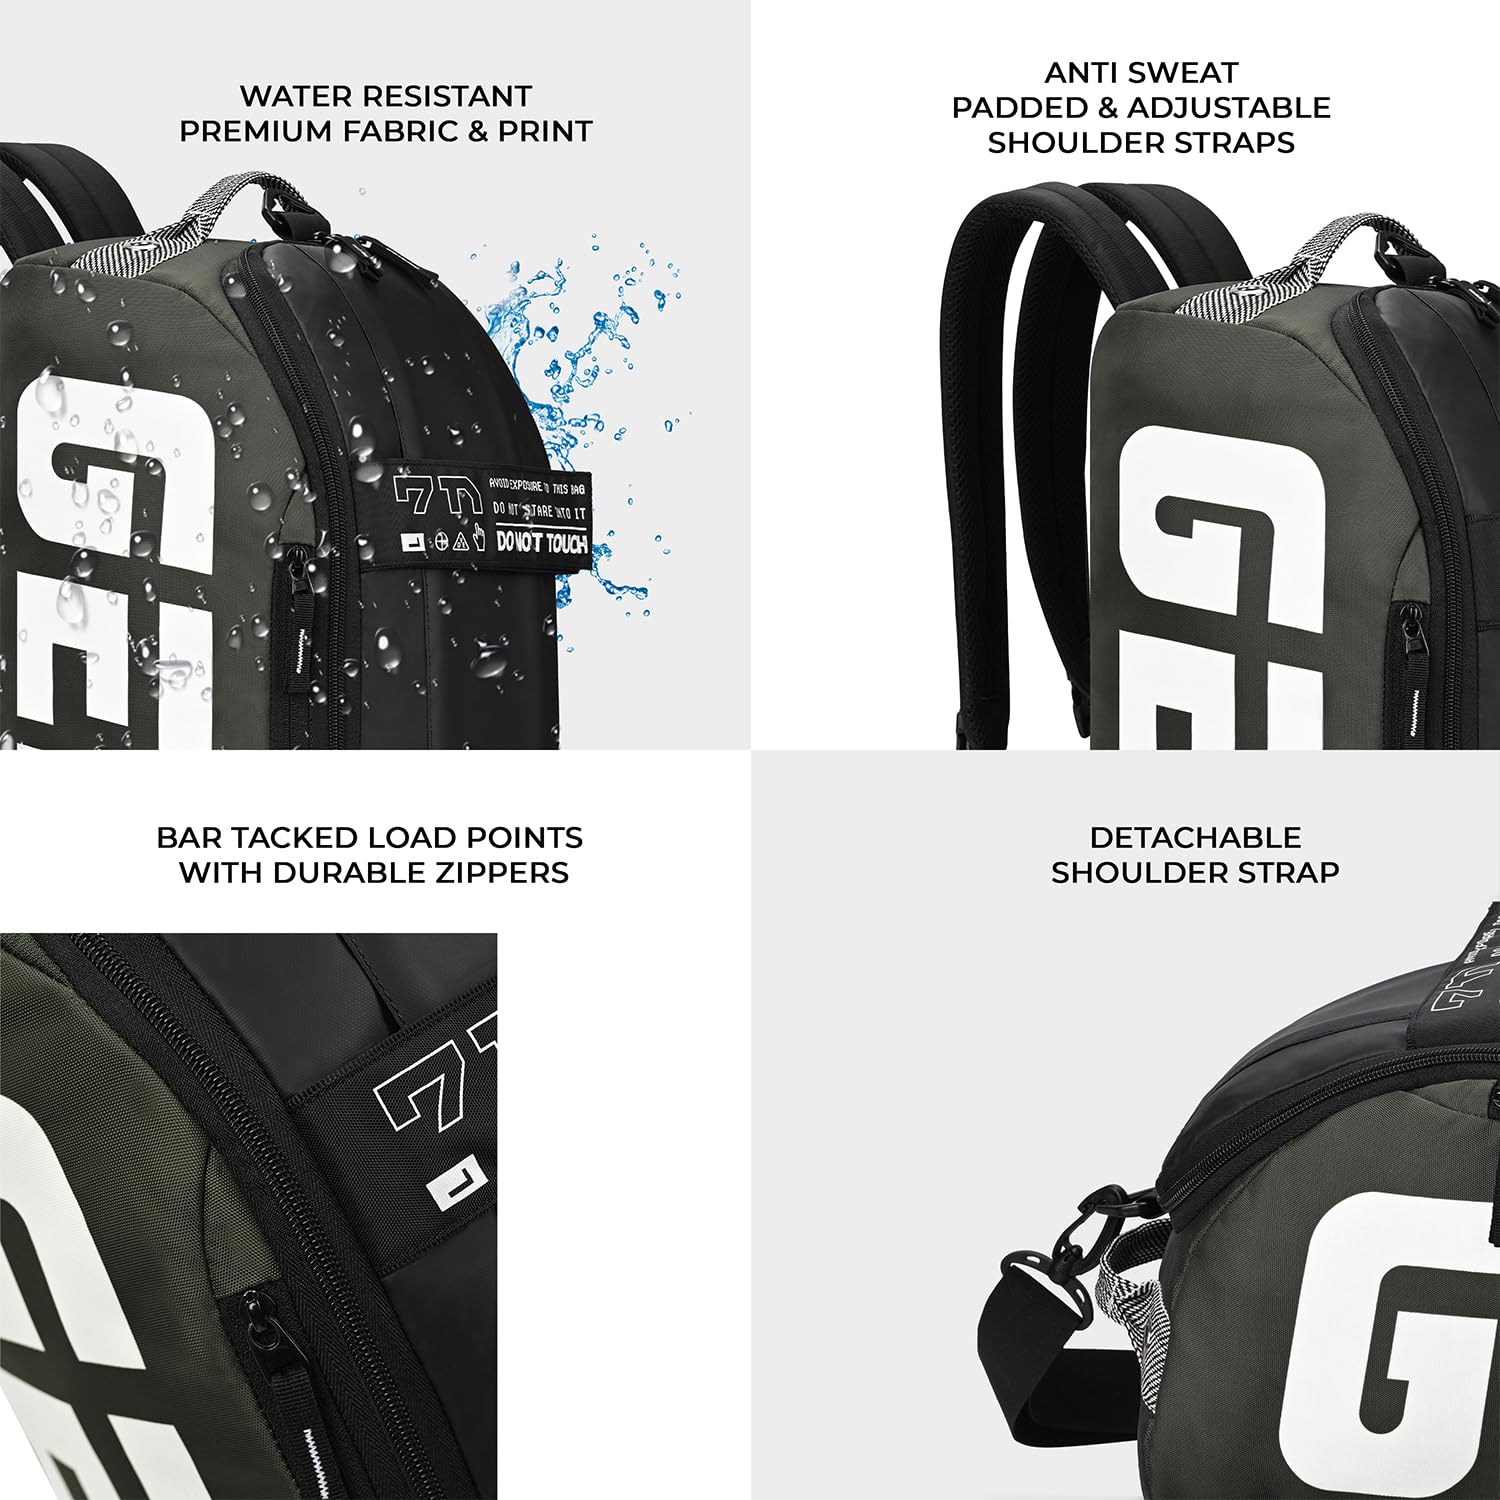 WATER RESISTANT
PREMIUM FABRIC & PRINT
AVOID EXPOSURE TO THIS BAG
DO NOT STARE INTO IT
DO NOT TOUCH
ANTI SWEAT
PADDED & ADJUSTABLE
SHOULDER STRAPS
G
BAR TACKED LOAD POINTS
WITH DURABLE ZIPPERS
7
DETACHABLE
SHOULDER STRAP
G